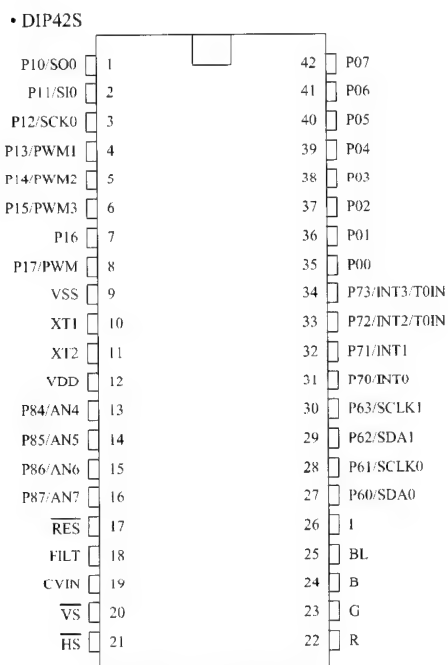 • DIP42S
P10/SO0 1 42 P07
P11/SI0 2 41 P06
P12/SCK0 3 40 P05
P13/PWM1 4 39 P04
P14/PWM2 5 38 P03
P15/PWM3 6 37 P02
P16 7 36 P01
P17/PWM 8 35 P00
VSS 9 34 P73/INT3/T0IN
XT1 10 33 P72/INT2/T0IN
XT2 11 32 P71/INT1
VDD 12 31 P70/INT0
P84/AN4 13 30 P63/SCLK1
P85/AN5 14 29 P62/SDA1
P86/AN6 15 28 P61/SCLK0
P87/AN7 16 27 P60/SDA0
RES 17 26 I
FILT 18 25 BL
CVIN 19 24 B
VS 20 23 G
HS 21 22 R